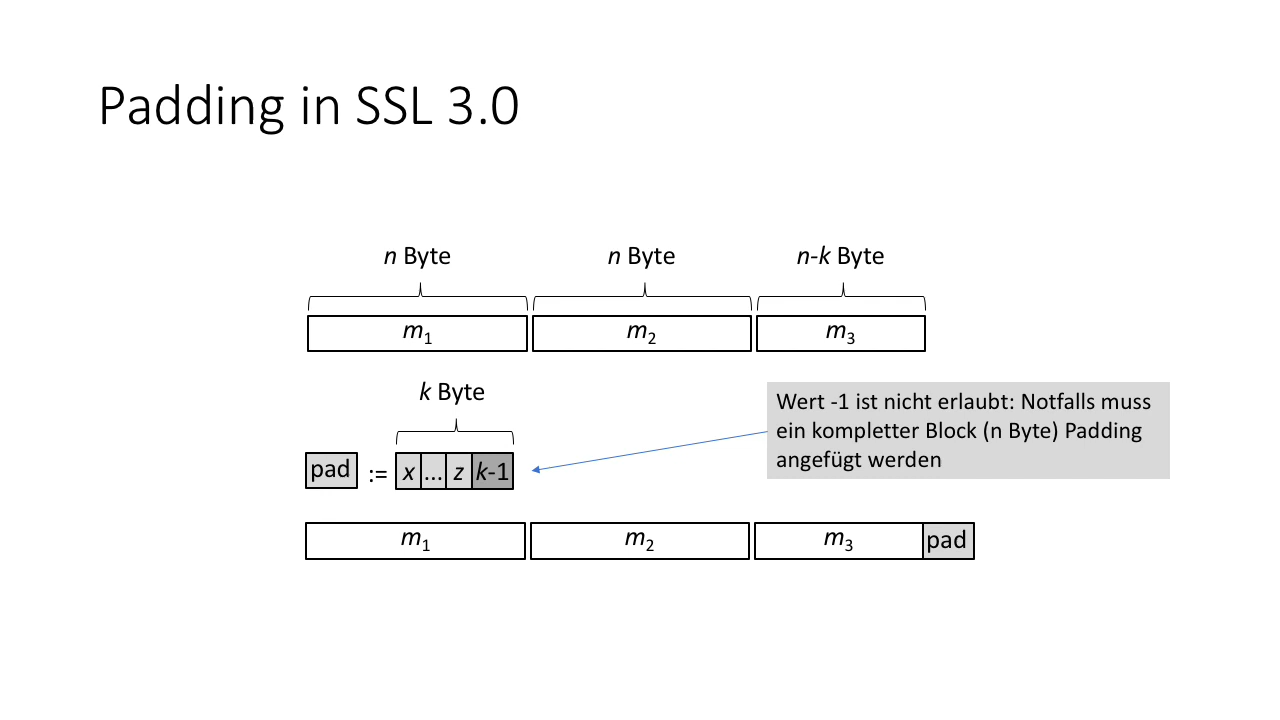 Padding in SSL 3.0
n Byte n Byte n-k Byte
m1 m2 m3
k Byte
Wert -1 ist nicht erlaubt: Notfalls muss
ein kompletter Block (n Byte) Padding
angefügt werden
pad := x ... z k-1
m1 m2 m3 pad